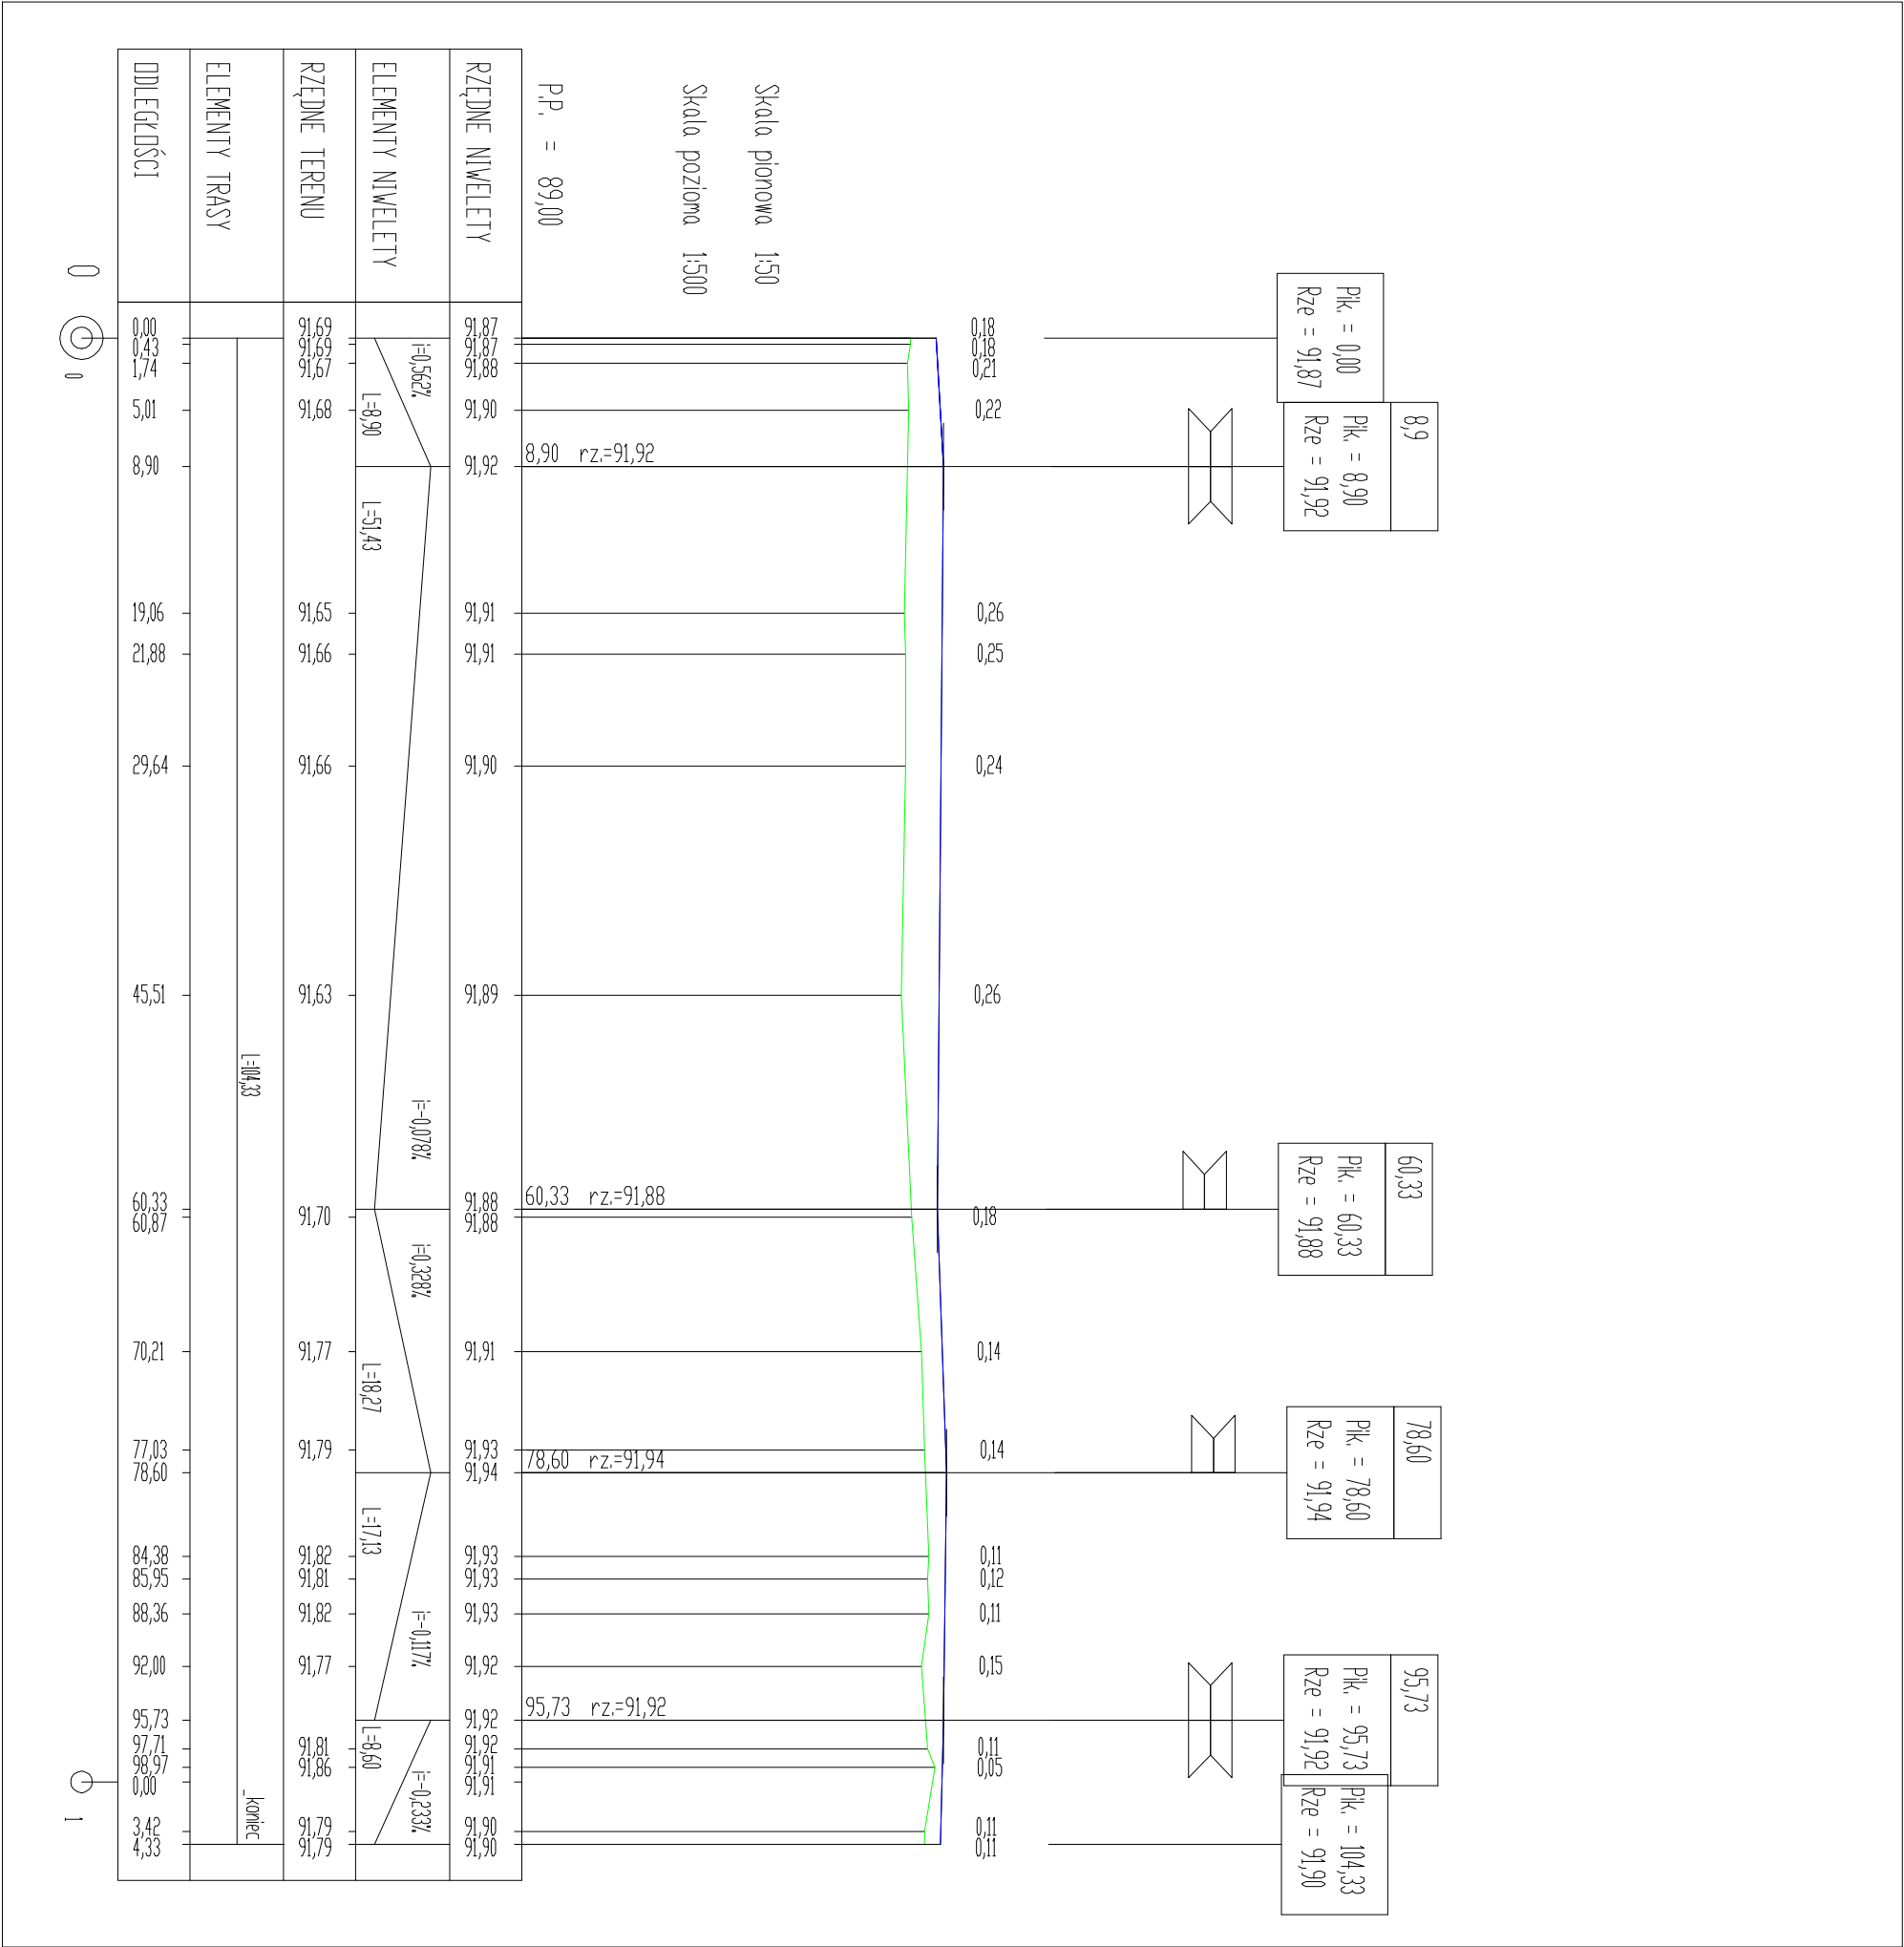 Pik. = 0,00
Rze = 91,87
8,9
Pik. = 8,90
Rze = 91,92
60,33
Pik. = 60,33
Rze = 91,88
78,60
Pik. = 78,60
Rze = 91,94
95,73
Pik. = 95,73
Rze = 91,92
Pik. = 104,33
Rze = 91,90
0,18
0,18
0,21
0,22
0,26
0,25
0,24
0,26
0,18
0,14
0,14
0,11
0,12
0,11
0,15
0,11
0,05
0,11
0,11
Skala pionowa 1:50
Skala pozioma 1:500
P.P. = 89,00
8,90 rz.=91,92
60,33 rz.=91,88
78,60 rz.=91,94
95,73 rz.=91,92
RZĘDNE NIWELETY
91,87
91,87
91,88
91,90
91,92
91,91
91,91
91,90
91,89
91,88
91,88
91,91
91,93
91,94
91,93
91,93
91,93
91,92
91,92
91,92
91,91
91,91
91,90
91,90
ELEMENTY NIWELETY
i=0,562%
L=8,90
L=51,43
i=-0,078%
i=0,328%
L=18,27
L=17,13
i=-0,117%
L=8,60
i=-0,233%
RZĘDNE TERENU
91,69
91,69
91,67
91,68
91,65
91,66
91,66
91,63
91,70
91,77
91,79
91,82
91,81
91,82
91,77
91,81
91,86
91,79
91,79
ELEMENTY TRASY
L=104,33
_koniec
ODLEGŁOŚCI
0,00
0,43
1,74
5,01
8,90
19,06
21,88
29,64
45,51
60,33
60,87
70,21
77,03
78,60
84,38
85,95
88,36
92,00
95,73
97,71
98,97
0,00
3,42
4,33
0
0
1